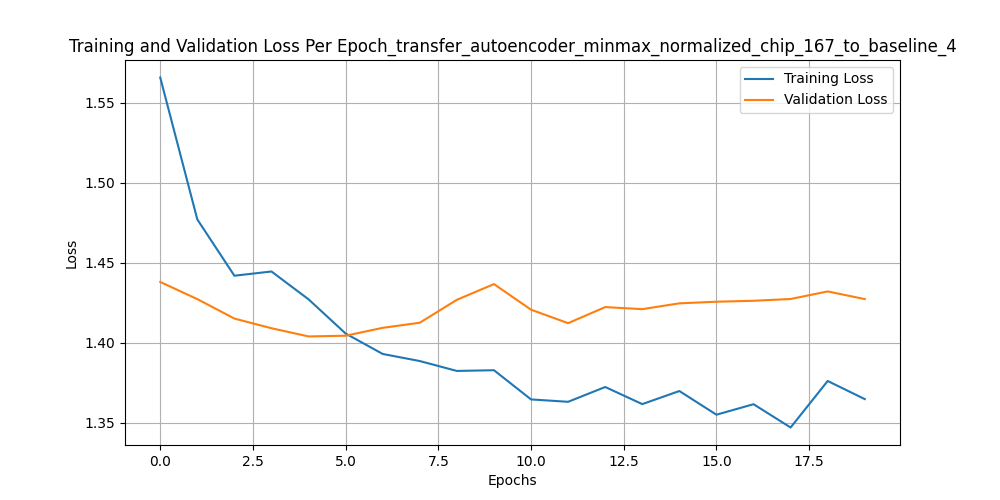 Training and Validation Loss Per Epoch_transfer_autoencoder_minmax_normalized_chip_167_to_baseline_4
Training Loss
Validation Loss
Loss
1.55
1.50
1.45
1.40
1.35
0.0 2.5 5.0 7.5 10.0 12.5 15.0 17.5
Epochs